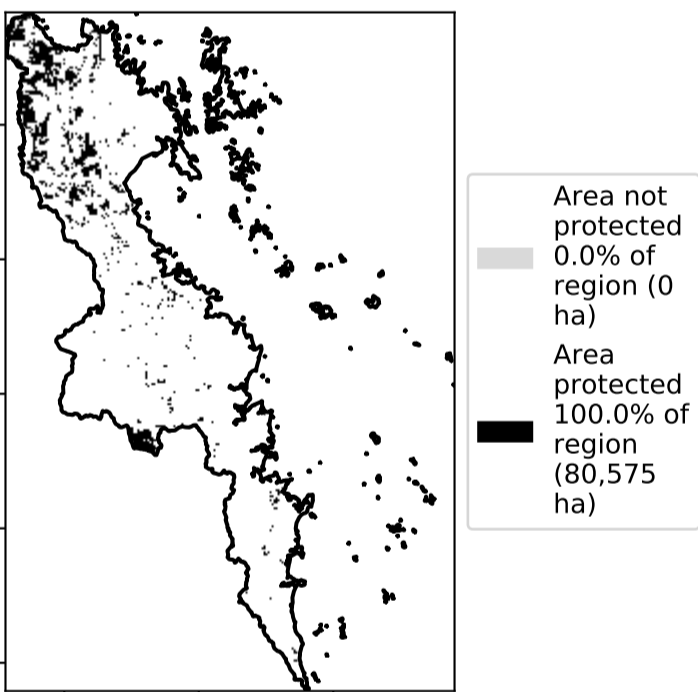 Area not
protected
0.0% of
region (0
ha)
Area
protected
100.0% of
region
(80,575
ha)